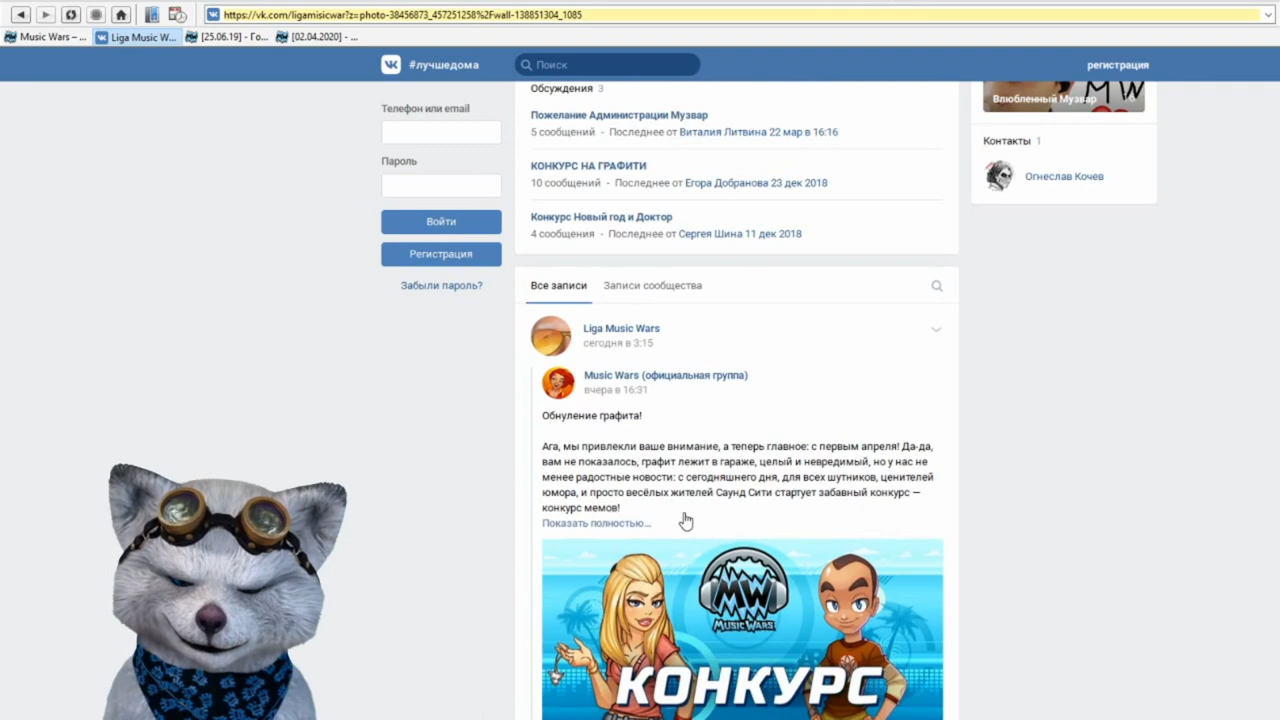 https://vk.com/ligamisicwar?z=photo-38456873_457251258%2Fwall-138851304_1085
Music Wars – ...
Liga Music W...
[25.06.19] - Го...
[02.04.2020] - ...
#лучшедома
Поиск
регистрация
Телефон или email
Пароль
Войти
Регистрация
Забыли пароль?
Обсуждения 3
Пожелание Администрации Музвар
5 сообщений - Последнее от Виталия Литвина 22 мар в 16:16
КОНКУРС НА ГРАФИТИ
10 сообщений - Последнее от Егора Добранова 23 дек 2018
Конкурс Новый год и Доктор
4 сообщения - Последнее от Сергея Шина 11 дек 2018
MW
Влюбленный Музвар
Контакты 1
Огнеслав Кочев
Все записи
Записи сообщества
Liga Music Wars
сегодня в 3:15
Music Wars (официальная группа)
вчера в 16:31
Обнуление графита!
Ага, мы привлекли ваше внимание, а теперь главное: с первым апреля! Да-да,
вам не показалось, графит лежит в гараже, целый и невредимый, но у нас не
менее радостные новости: с сегодняшнего дня, для всех шутников, ценителей
юмора, и просто весёлых жителей Саунд Сити стартует забавный конкурс —
конкурс мемов!
Показать полностью...
MW
MUSIC WARS
КОНКУРС